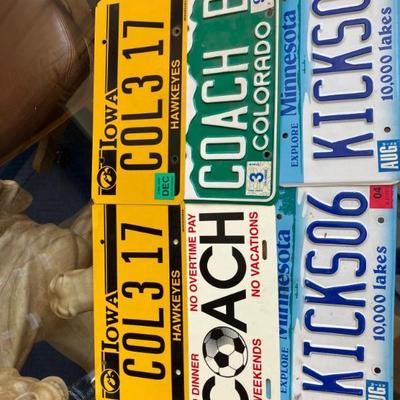 IOWA
COL3 17
HAWKEYES
DEC
COACH
COLORADO
3
EXPLORE Minnesota
KICKS06
10,000 lakes
AUG
IOWA
COL3 17
HAWKEYES
NO OVERTIME PAY
DINNER
COACH
NO VACATIONS
WEEKENDS
EXPLORE Minnesota
KICKS06
10,000 lakes
AUG
04